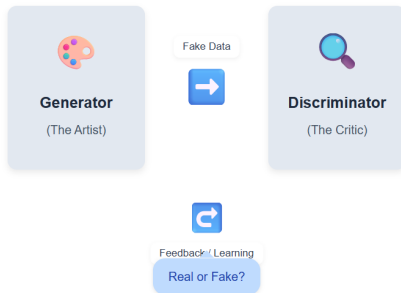 Fake Data
Generator
(The Artist)
Discriminator
(The Critic)
Feedback / Learning
Real or Fake?